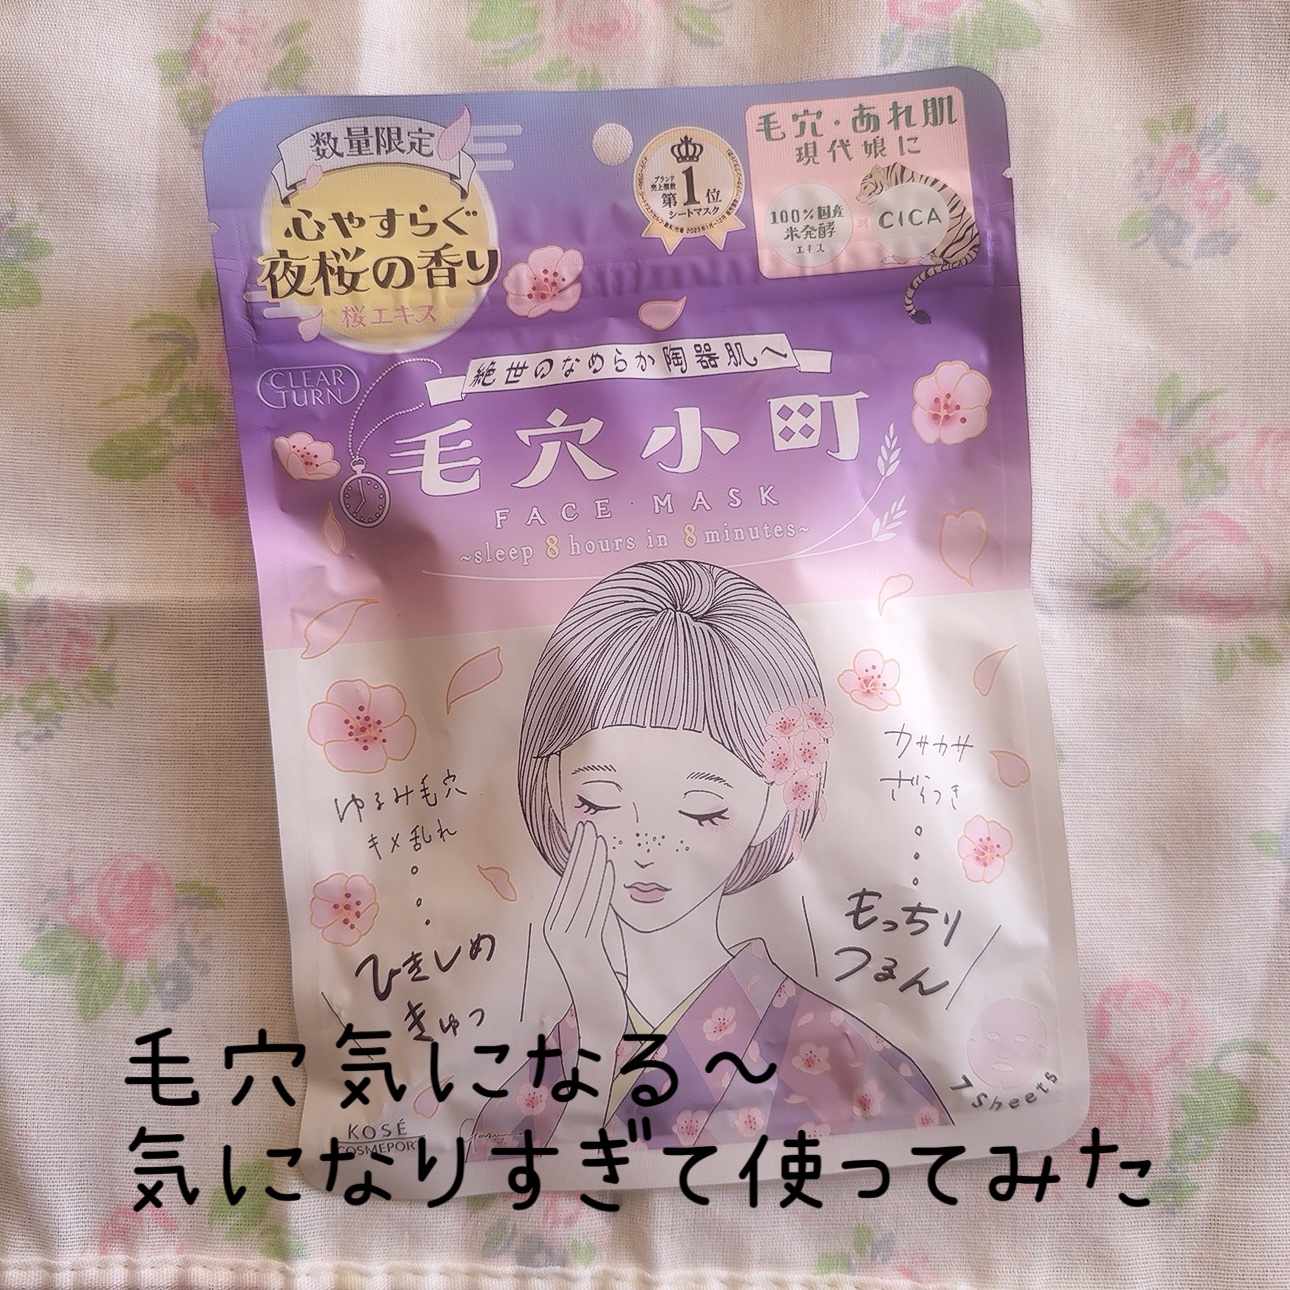 数量限定
心やすらぐ
夜桜の香り
桜エキス
ブランド
売上個数
第1位
シートマスク
毛穴・あれ肌
現代娘に
100%国産
米発酵
エキス
CICA
CICA
CLEAR
TURN
絶世のなめらか陶器肌へ
毛穴小町
FACE MASK
~sleep 8 hours in 8 minutes~
ゆるみ毛穴
キメ乱れ
ひきしめ
きゅっ
カサカサ
ざらつき
もっちり
つるん
7 Sheets
KOSÉ
COSMEPORT
毛穴気になる～
気になりすぎて使ってみた